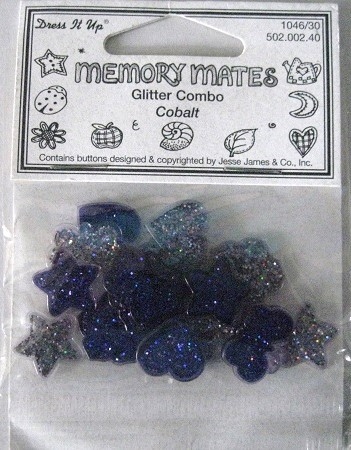 Dress It Up
1046/30
502.002.40
MEMORY MATES
Glitter Combo
Cobalt
Contains buttons designed & copyrighted by Jesse James & Co., Inc.